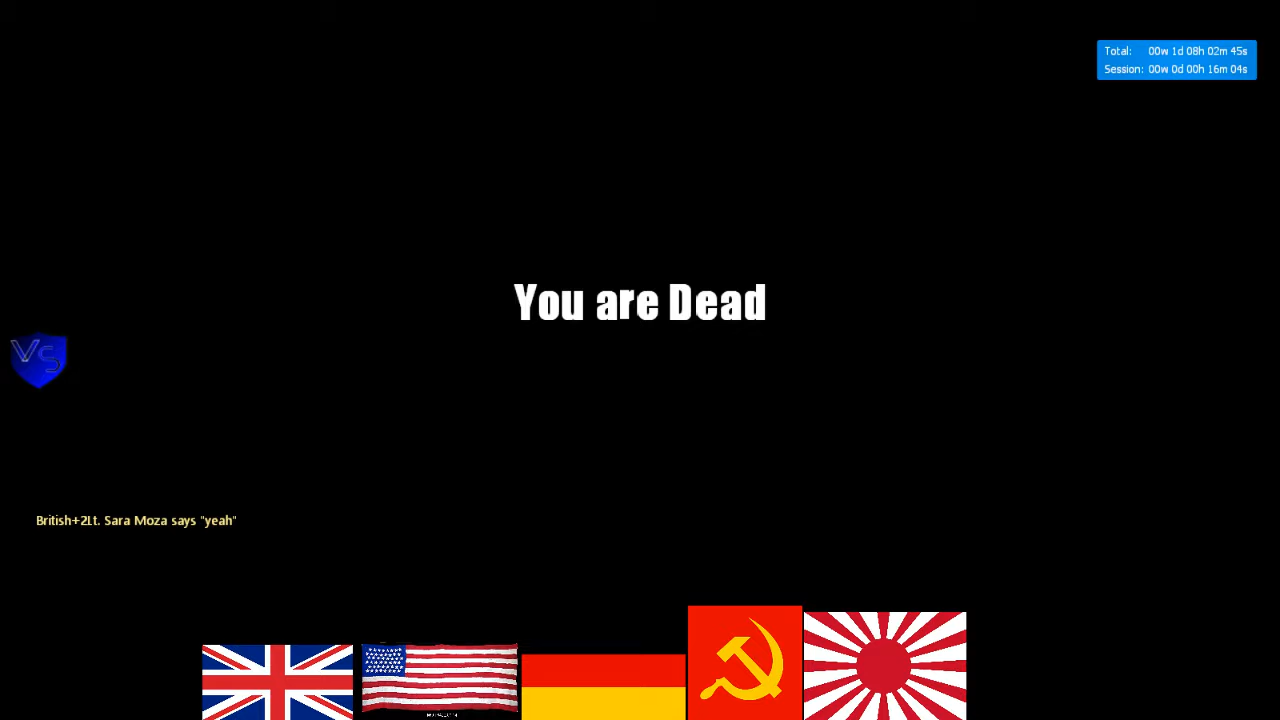 Total: 00w 1d 08h 02m 45s
Session: 00w 0d 00h 16m 04s
You are Dead
VS
British+2Lt. Sara Moza says "yeah"